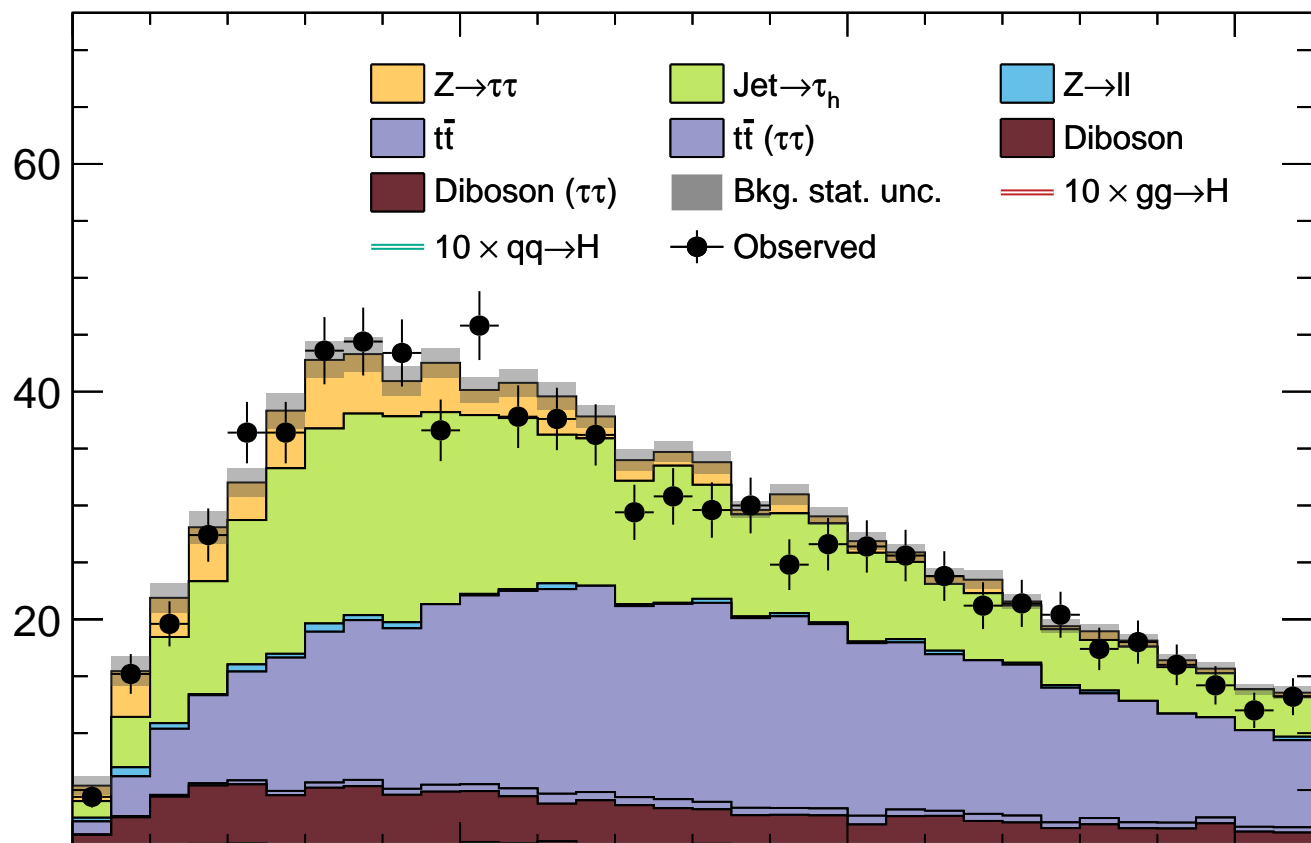 Z→ττ Jet→τₕ Z→ll
tt̄ tt̄ (ττ) Diboson
Diboson (ττ) Bkg. stat. unc. 10 × gg→H
10 × qq→H Observed
60
40
20